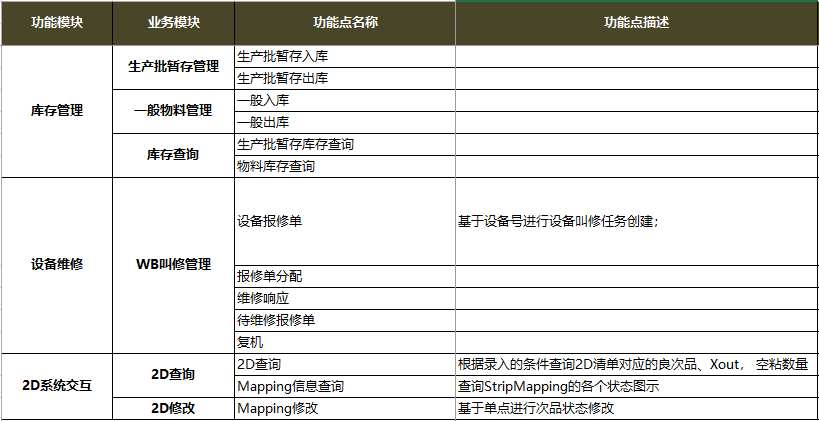 功能模块 业务模块 功能点名称 功能点描述
库存管理 生产批暂存管理 生产批暂存入库
生产批暂存出库
一般物料管理 一般入库
一般出库
库存查询 生产批暂存库存查询
物料库存查询
设备维修 WB叫修管理 设备报修单 基于设备号进行设备叫修任务创建；
报修单分配
维修响应
待维修报修单
复机
2D系统交互 2D查询 2D查询 根据录入的条件查询2D清单对应的良次品、Xout， 空粘数量
Mapping信息查询 查询StripMapping的各个状态图示
2D修改 Mapping修改 基于单点进行次品状态修改